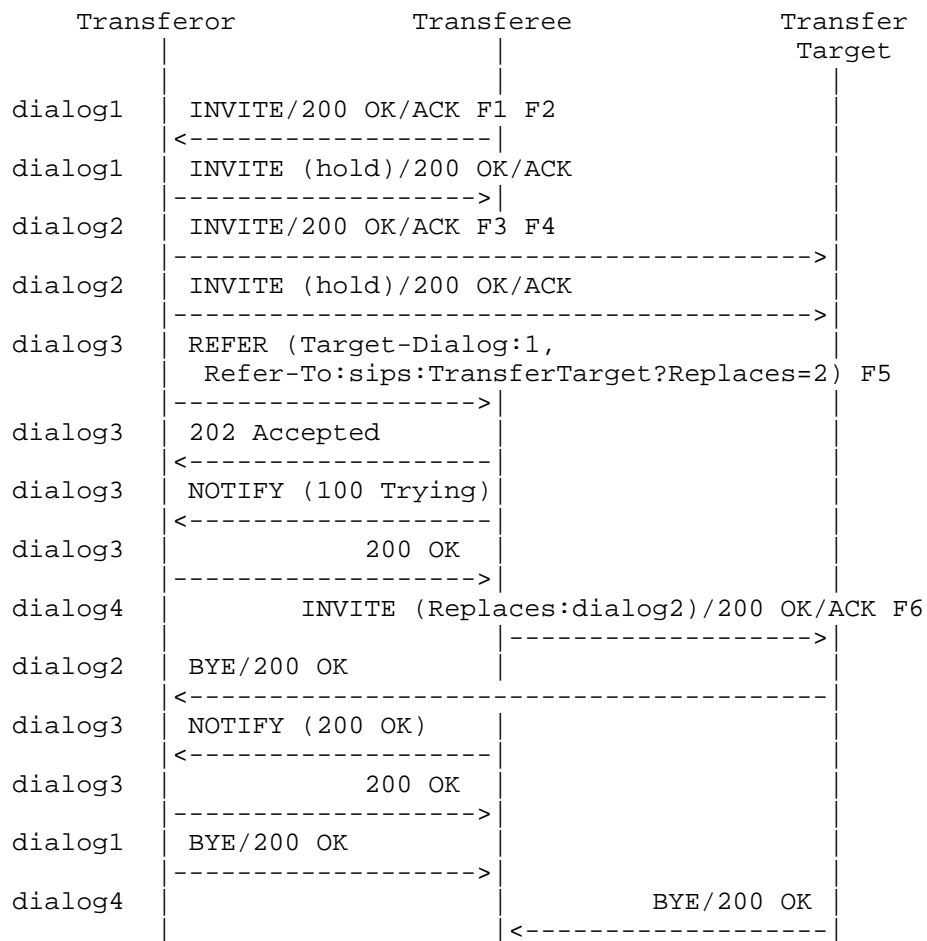 Transferor Transferee Transfer
Target
dialog1 INVITE/200 OK/ACK F1 F2
dialog1 INVITE (hold)/200 OK/ACK
dialog2 INVITE/200 OK/ACK F3 F4
dialog2 INVITE (hold)/200 OK/ACK
dialog3 REFER (Target-Dialog:1,
Refer-To:sips:TransferTarget?Replaces=2) F5
dialog3 202 Accepted
dialog3 NOTIFY (100 Trying)
dialog3 200 OK
dialog4 INVITE (Replaces:dialog2)/200 OK/ACK F6
dialog2 BYE/200 OK
dialog3 NOTIFY (200 OK)
dialog3 200 OK
dialog1 BYE/200 OK
dialog4 BYE/200 OK